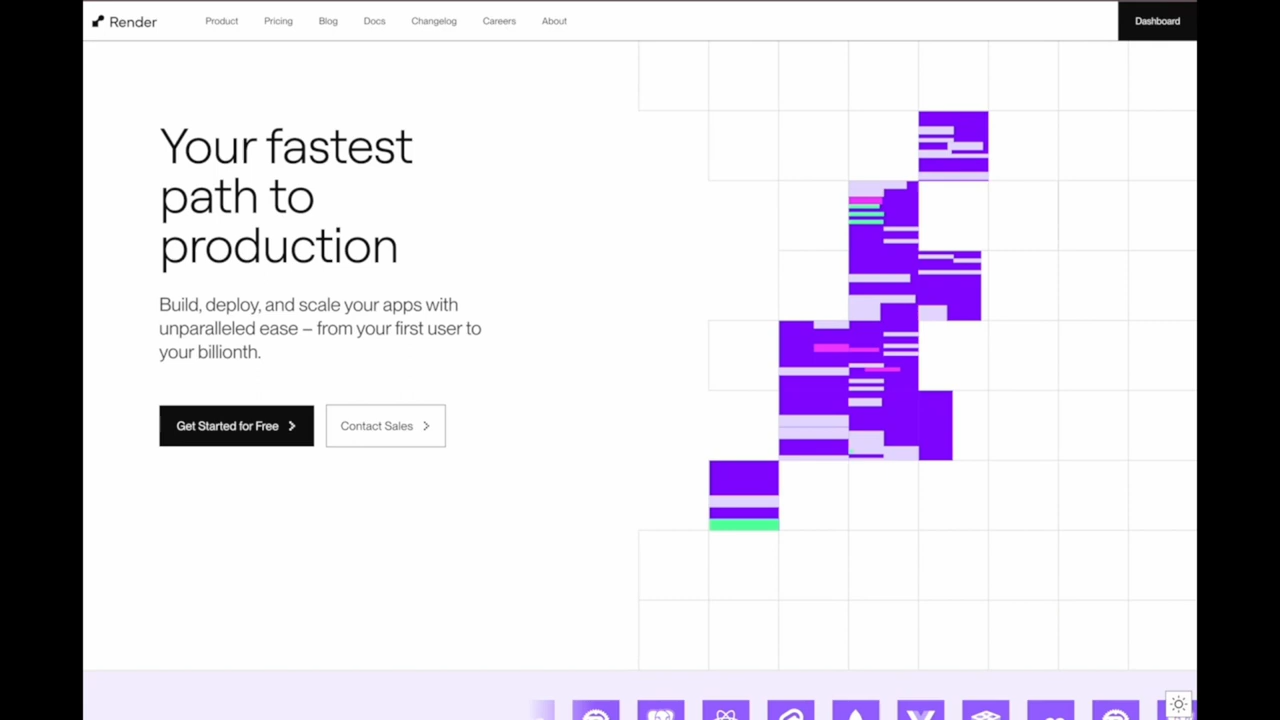 Render
Product
Pricing
Blog
Docs
Changelog
Careers
About
Dashboard
Your fastest
path to
production
Build, deploy, and scale your apps with
unparalleled ease – from your first user to
your billionth.
Get Started for Free
Contact Sales